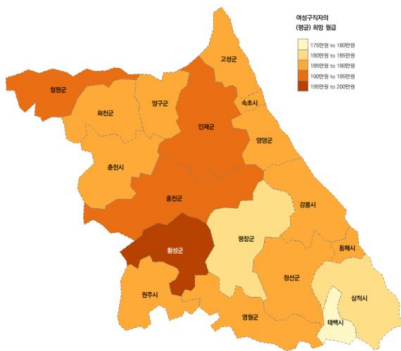 여성구직자의
(평균) 희망 월급
175만원 to 180만원
180만원 to 185만원
185만원 to 190만원
190만원 to 195만원
195만원 to 200만원
고성군
철원군
화천군
양구군
속초시
인제군
양양군
춘천시
홍천군
강릉시
평창군
횡성군
동해시
정선군
원주시
삼척시
영월군
태백시